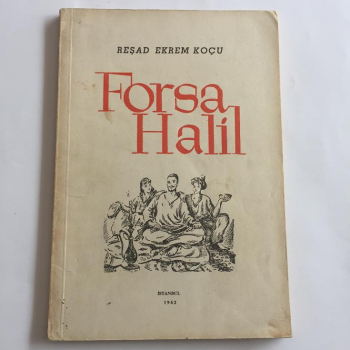 REŞAD EKREM KOÇU
Forsa
Halil
İSTANBUL
1962